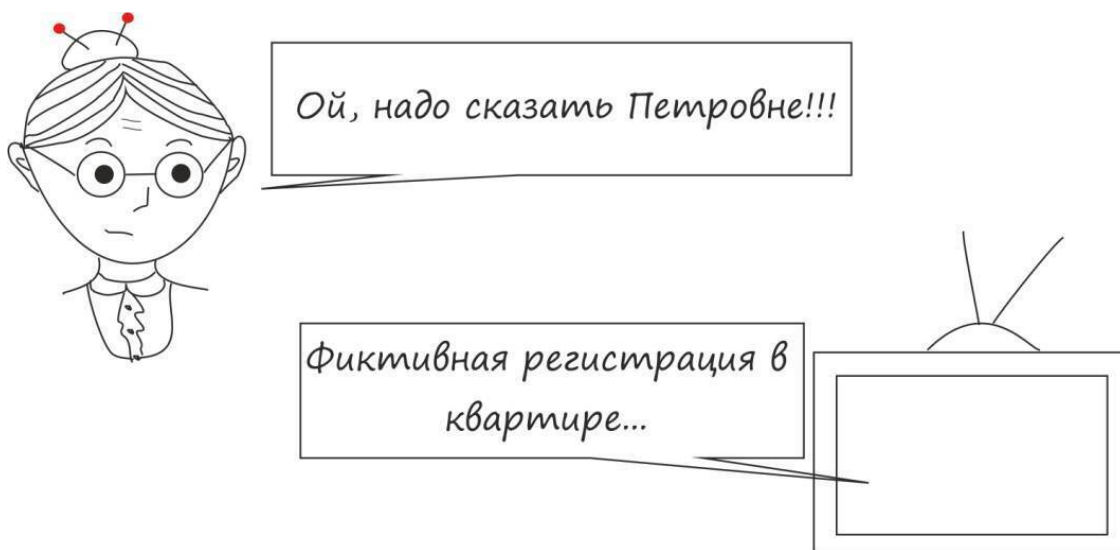 Ой, надо сказать Петровне!!!
Фиктивная регистрация в
квартире...